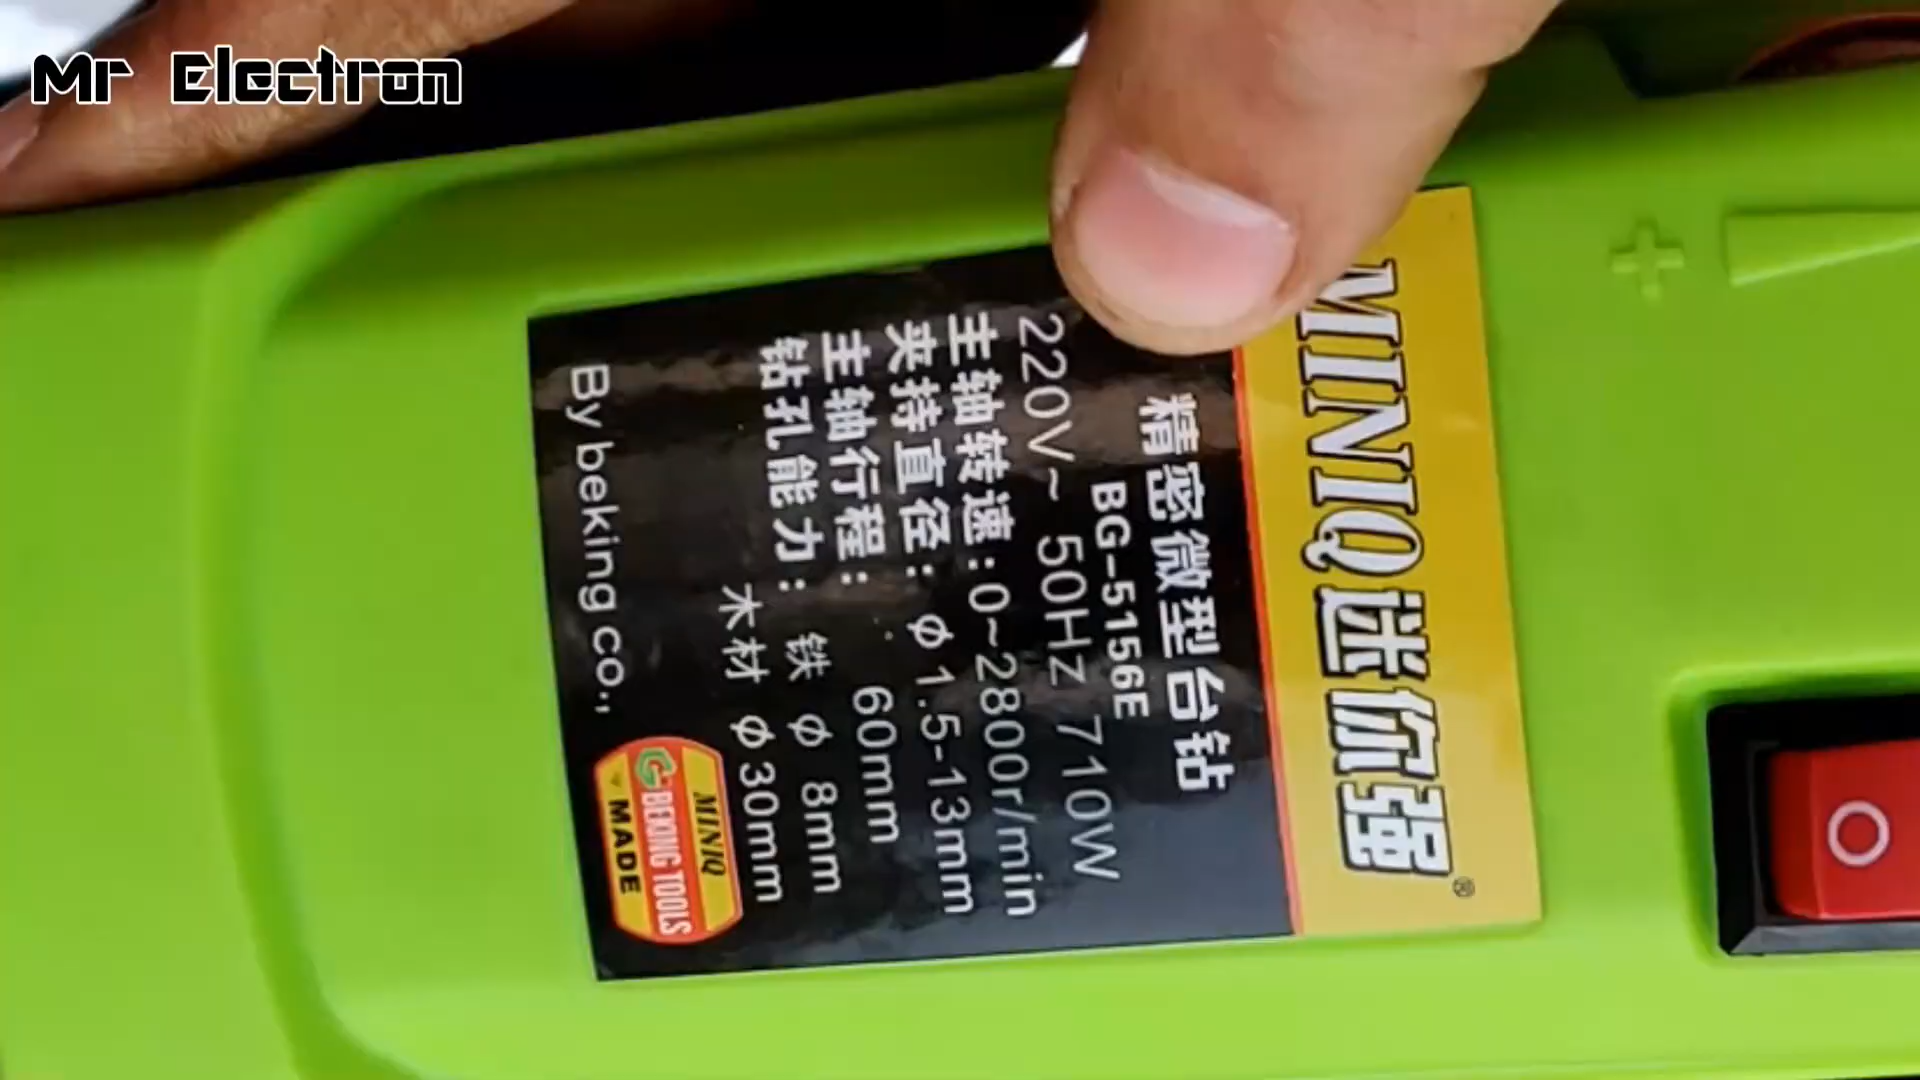 Mr Electron
MINIQ迷你强®
精密微型台钻
BG-5156E
220V~ 50Hz 710W
主轴转速:0~2800r/min
夹持直径: φ1.5-13mm
主轴行程: 60mm
钻孔能力: 铁 φ 8mm
木材 φ30mm
By beking co.,
MINIQ
G BEKING TOOLS
MADE